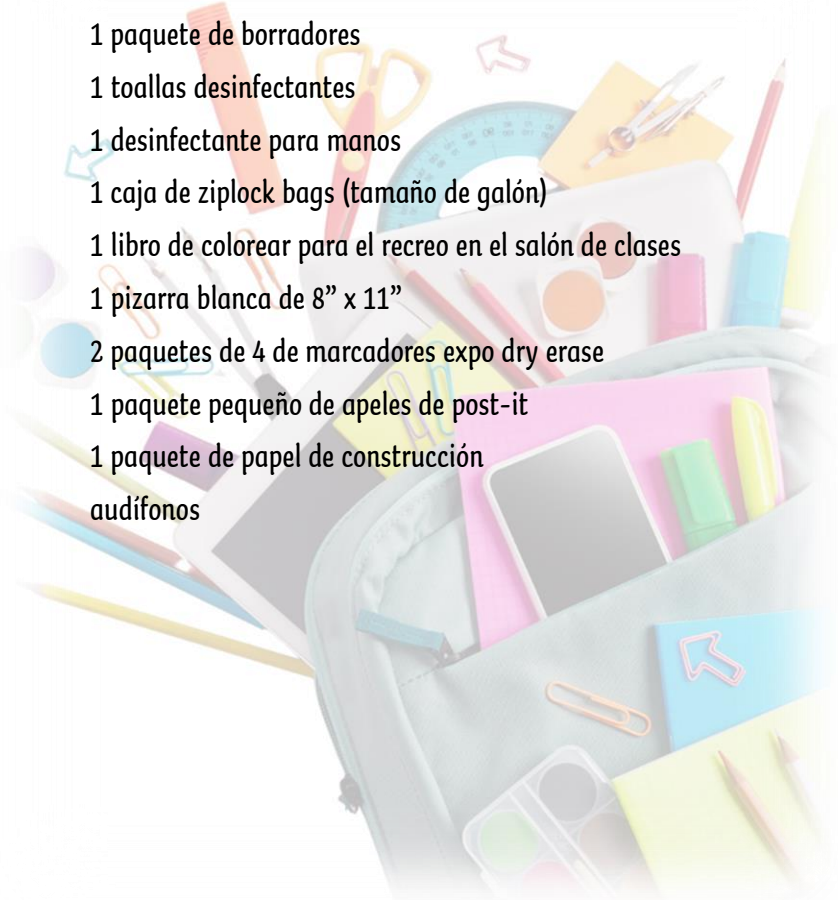 1 paquete de borradores
1 toallas desinfectantes
1 desinfectante para manos
1 caja de ziplock bags (tamaño de galón)
1 libro de colorear para el recreo en el salón de clases
1 pizarra blanca de 8” x 11”
2 paquetes de 4 de marcadores expo dry erase
1 paquete pequeño de apeles de post-it
1 paquete de papel de construcción
audífonos